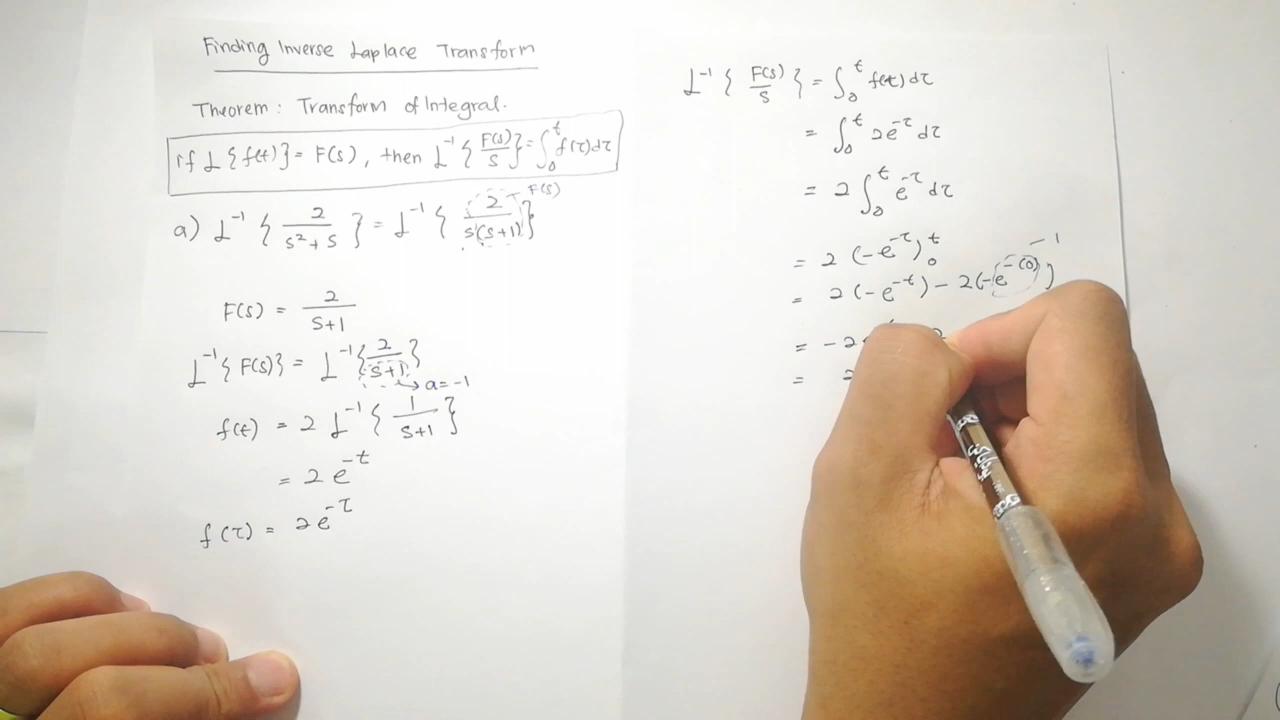 Finding Inverse Laplace Transform
Theorem: Transform of Integral.
if ℒ{f(t)} = F(s), then ℒ⁻¹{F(s)/s} = ∫₀ᵗ f(τ)dτ
a) ℒ⁻¹{2/(s²+s)} = ℒ⁻¹{2/(s(s+1))} F(s)
F(s) = 2/(s+1)
ℒ⁻¹{F(s)} = ℒ⁻¹{2/(s+1)}
→ a = -1
f(t) = 2 ℒ⁻¹{1/(s+1)}
= 2e^(-t)
f(τ) = 2e^(-τ)
ℒ⁻¹{F(s)/s} = ∫₀ᵗ f(t)dτ
= ∫₀ᵗ 2e^(-τ) dτ
= 2 ∫₀ᵗ e^(-τ) dτ
= 2(-e^(-τ))₀ᵗ
= 2(-e^(-t)) - 2(-e^(-(0))) → 1
= -2
= 2